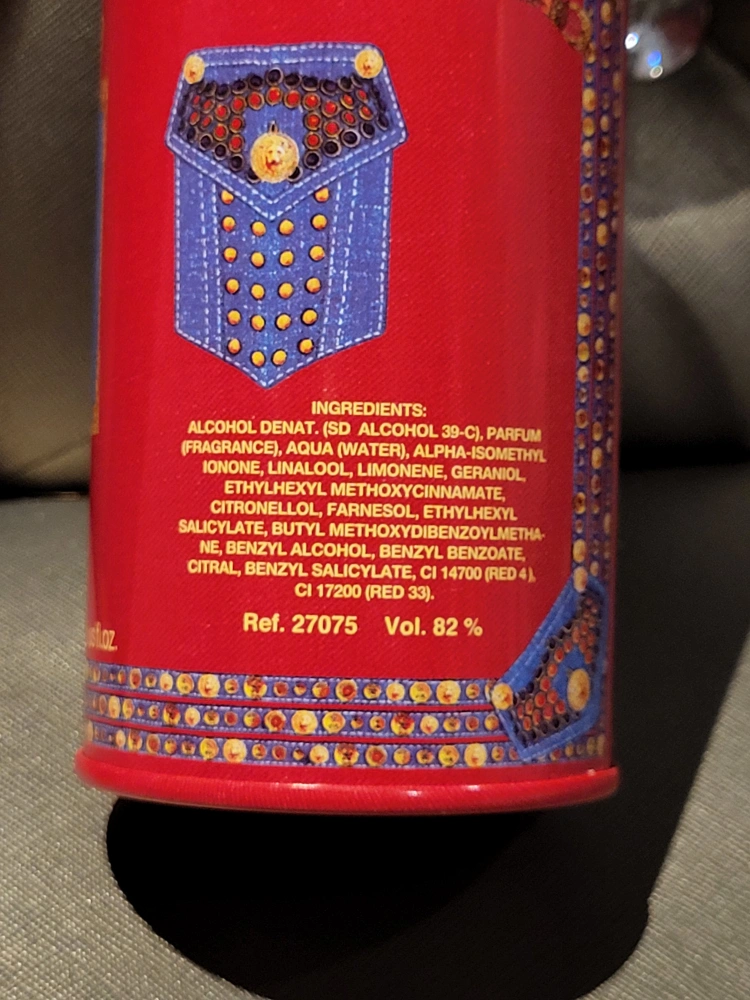 INGREDIENTS:
ALCOHOL DENAT. (SD ALCOHOL 39-C), PARFUM
(FRAGRANCE), AQUA (WATER), ALPHA-ISOMETHYL
IONONE, LINALOOL, LIMONENE, GERANIOL,
ETHYLHEXYL METHOXYCINNAMATE,
CITRONELLOL, FARNESOL, ETHYLHEXYL
SALICYLATE, BUTYL METHOXYDIBENZOYLMETHA-
NE, BENZYL ALCOHOL, BENZYL BENZOATE,
CITRAL, BENZYL SALICYLATE, CI 14700 (RED 4),
CI 17200 (RED 33).
Ref. 27075 Vol. 82 %
fl.oz.